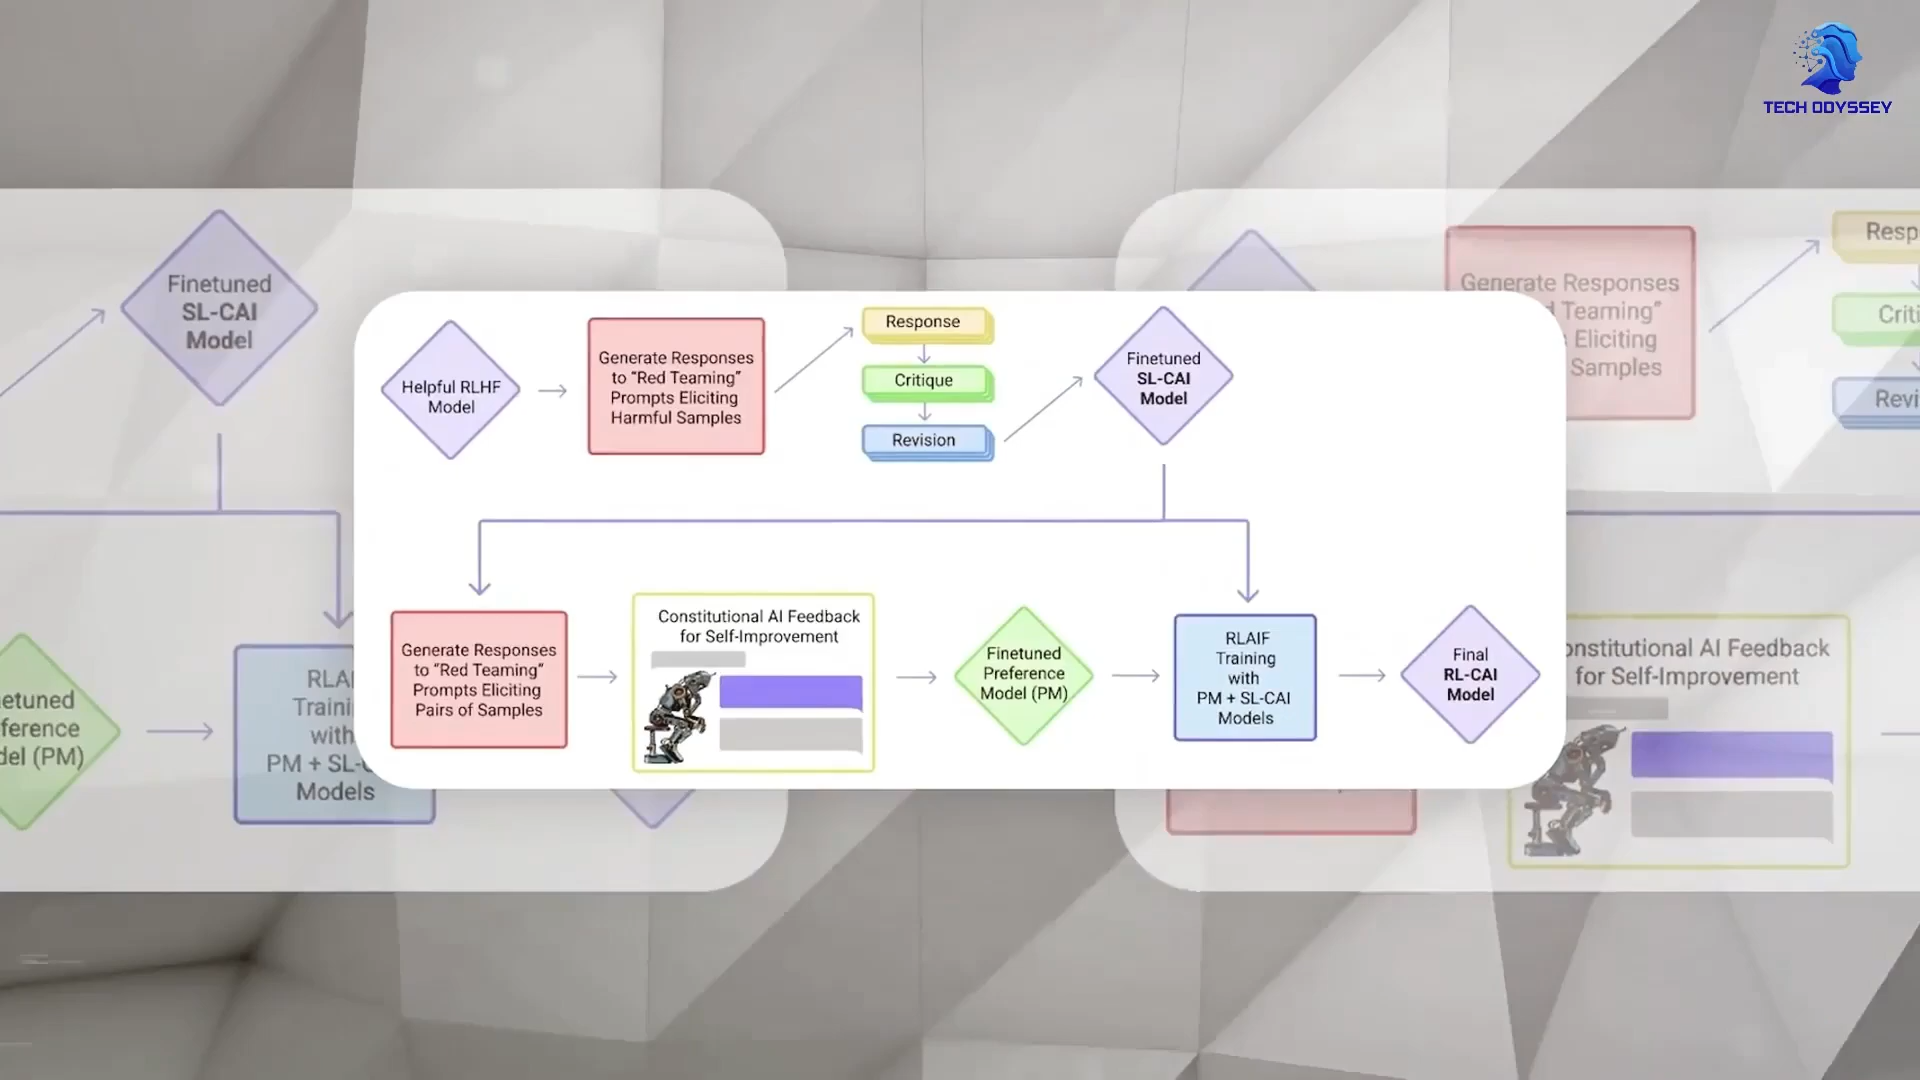 TECH ODYSSEY
Helpful RLHF
Model
Generate Responses
to “Red Teaming”
Prompts Eliciting
Harmful Samples
Response
Critique
Revision
Finetuned
SL-CAI
Model
Generate Responses
to “Red Teaming”
Prompts Eliciting
Pairs of Samples
Constitutional AI Feedback
for Self-Improvement
Finetuned
Preference
Model (PM)
RLAIF
Training
with
PM + SL-CAI
Models
Final
RL-CAI
Model
Finetuned
SL-CAI
Model
etuned
ference
del (PM)
RLAI
Traini
with
PM + SL-C
Models
Generate Responses
d Teaming”
Eliciting
Samples
Resp
Criti
Revi
onstitutional AI Feedback
for Self-Improvement